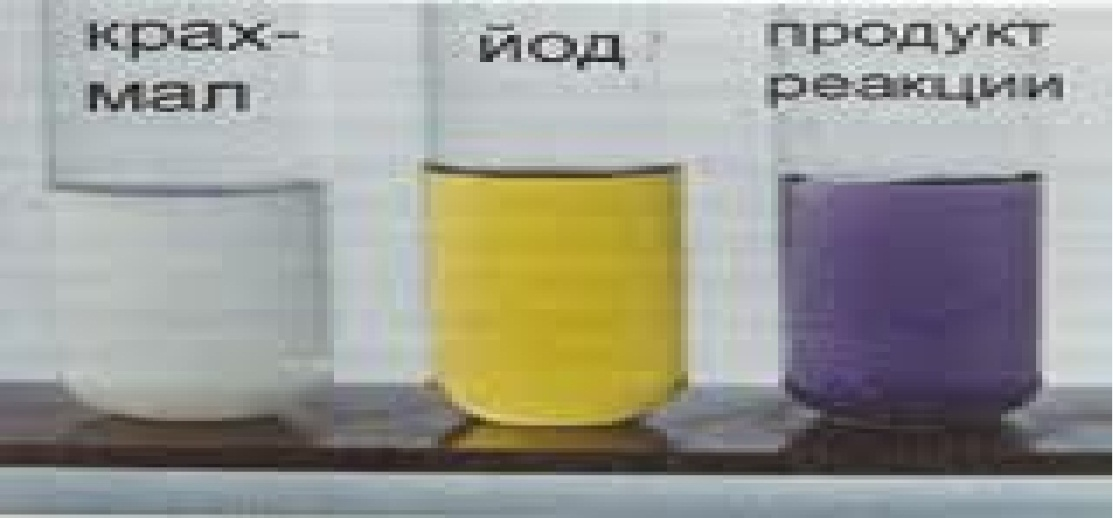 крах-
мал
йод
продукт
реакции